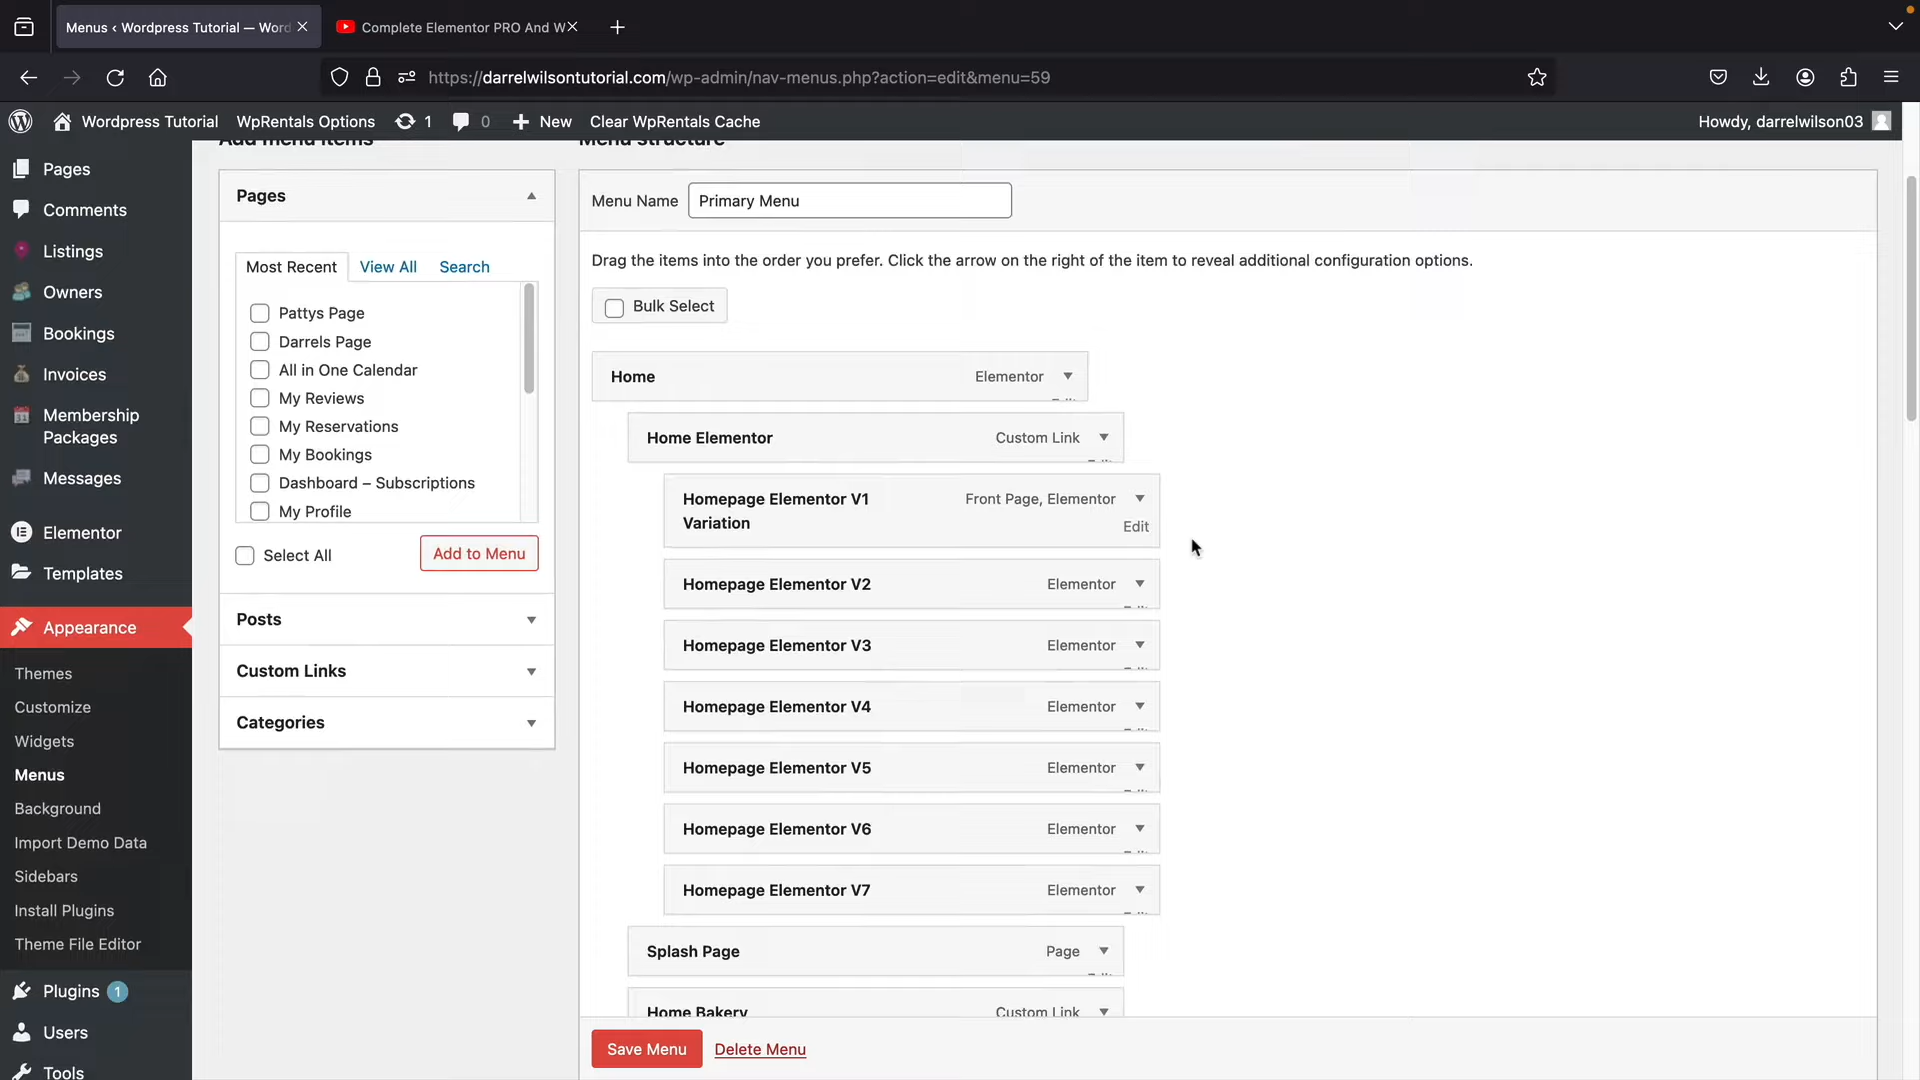 Menus ‹ Wordpress Tutorial — Word
Complete Elementor PRO And W
https://darrelwilsontutorial.com/wp-admin/nav-menus.php?action=edit&menu=59
Wordpress Tutorial
WpRentals Options
1
0
New
Clear WpRentals Cache
Howdy, darrelwilson03
Pages
Comments
Listings
Owners
Bookings
Invoices
Membership
Packages
Messages
Elementor
Templates
Appearance
Themes
Customize
Widgets
Menus
Background
Import Demo Data
Sidebars
Install Plugins
Theme File Editor
Plugins 1
Users
Tools
Add menu items
Pages
Most Recent
View All
Search
Pattys Page
Darrels Page
All in One Calendar
My Reviews
My Reservations
My Bookings
Dashboard – Subscriptions
My Profile
Select All
Add to Menu
Posts
Custom Links
Categories
Menu structure
Menu Name
Primary Menu
Drag the items into the order you prefer. Click the arrow on the right of the item to reveal additional configuration options.
Bulk Select
Home
Elementor
Home Elementor
Custom Link
Homepage Elementor V1
Variation
Front Page, Elementor
Edit
Homepage Elementor V2
Elementor
Homepage Elementor V3
Elementor
Homepage Elementor V4
Elementor
Homepage Elementor V5
Elementor
Homepage Elementor V6
Elementor
Homepage Elementor V7
Elementor
Splash Page
Page
Home Bakery
Custom Link
Save Menu
Delete Menu